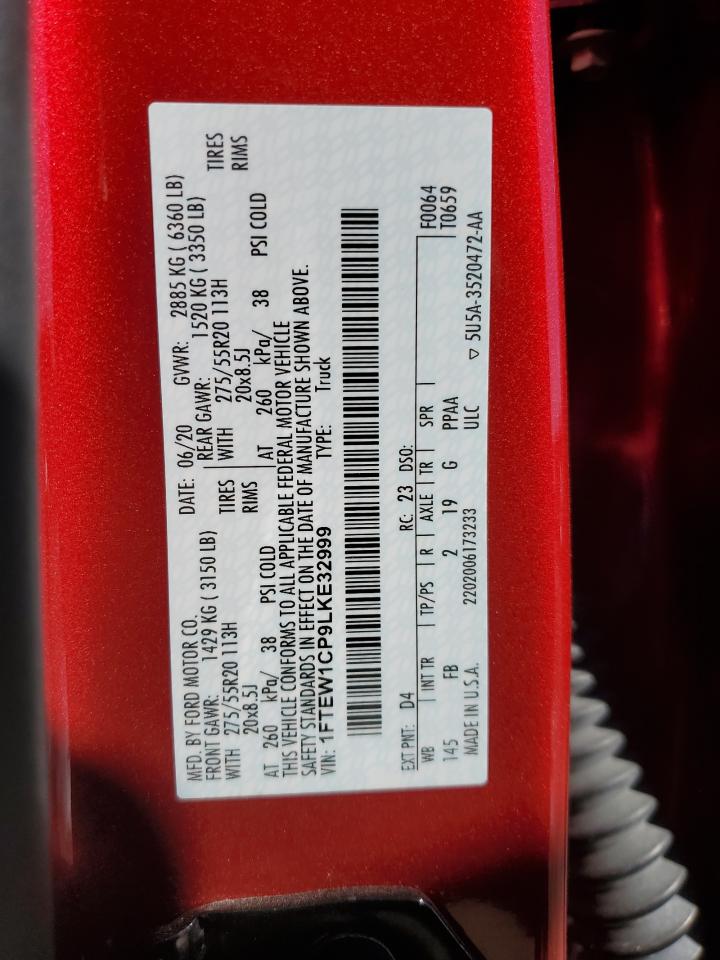 MFD. BY FORD MOTOR CO. DATE: 06/20 GVWR: 2885 KG ( 6360 LB)
FRONT GAWR: 1429 KG ( 3150 LB) REAR GAWR: 1520 KG ( 3350 LB)
WITH 275/55R20 113H TIRES WITH 275/55R20 113H TIRES
20x8.5J RIMS 20x8.5J RIMS
AT 260 kPa/ 38 PSI COLD AT 260 kPa/ 38 PSI COLD
THIS VEHICLE CONFORMS TO ALL APPLICABLE FEDERAL MOTOR VEHICLE
SAFETY STANDARDS IN EFFECT ON THE DATE OF MANUFACTURE SHOWN ABOVE.
VIN: 1FTEW1CP9LKE32999 TYPE: Truck
EXT PNT: D4 RC: 23 DSO: F0064
WB INT TR TP/PS R AXLE TR SPR T0659
145 FB 2 19 G PPAA
MADE IN U.S.A. 2202006173233 ULC ▽ 5U5A-3520472-AA